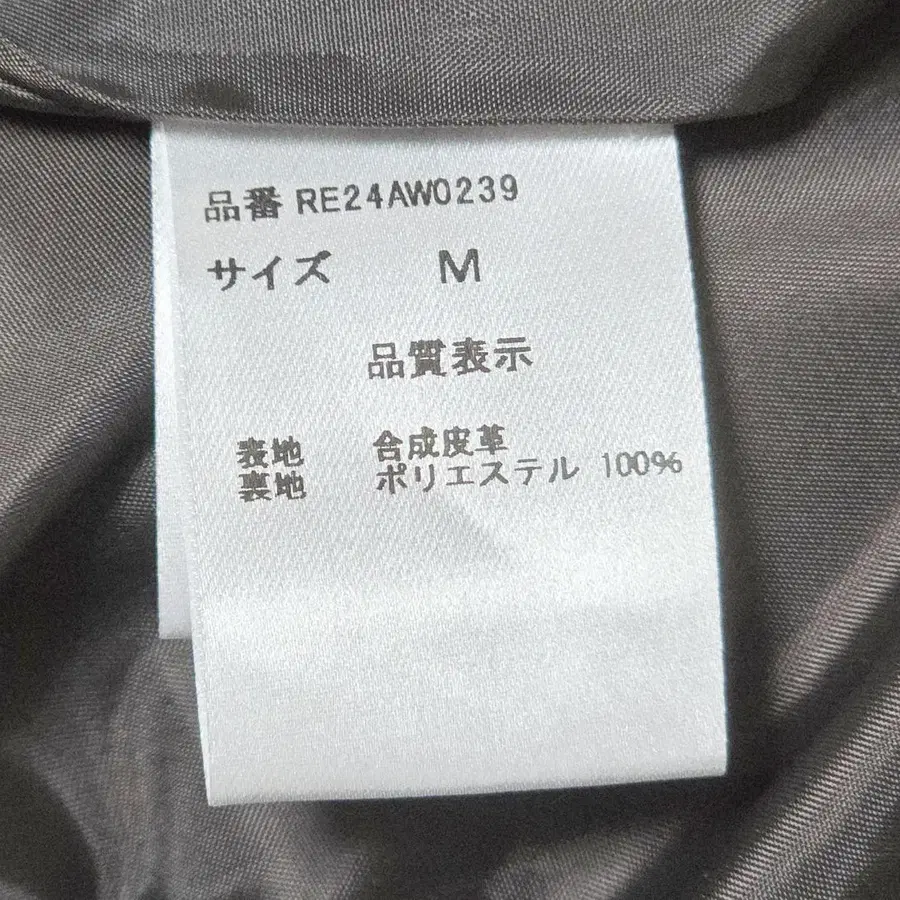 品番 RE24AW0239
サイズ M
品質表示
表地 合成皮革
裏地 ポリエステル 100%